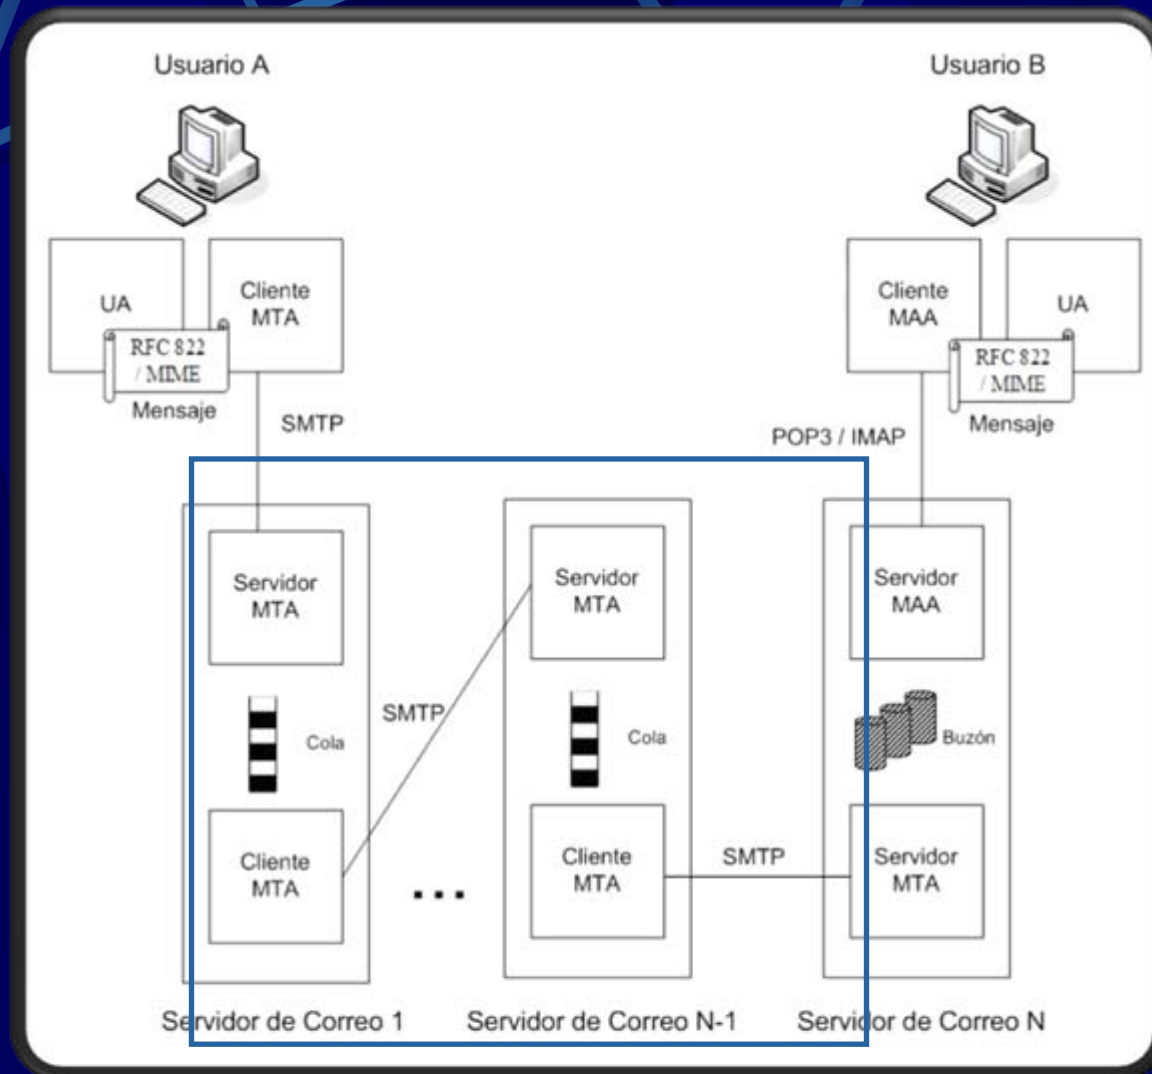 Usuario A
Usuario B
UA
Cliente
MTA
RFC 822
/ MIME
Mensaje
SMTP
Cliente
MAA
UA
RFC 822
/ MIME
Mensaje
POP3 / IMAP
Servidor
MTA
Cola
Cliente
MTA
SMTP
...
Servidor
MTA
Cola
Cliente
MTA
SMTP
Servidor
MAA
Buzón
Servidor
MTA
Servidor de Correo 1
Servidor de Correo N-1
Servidor de Correo N